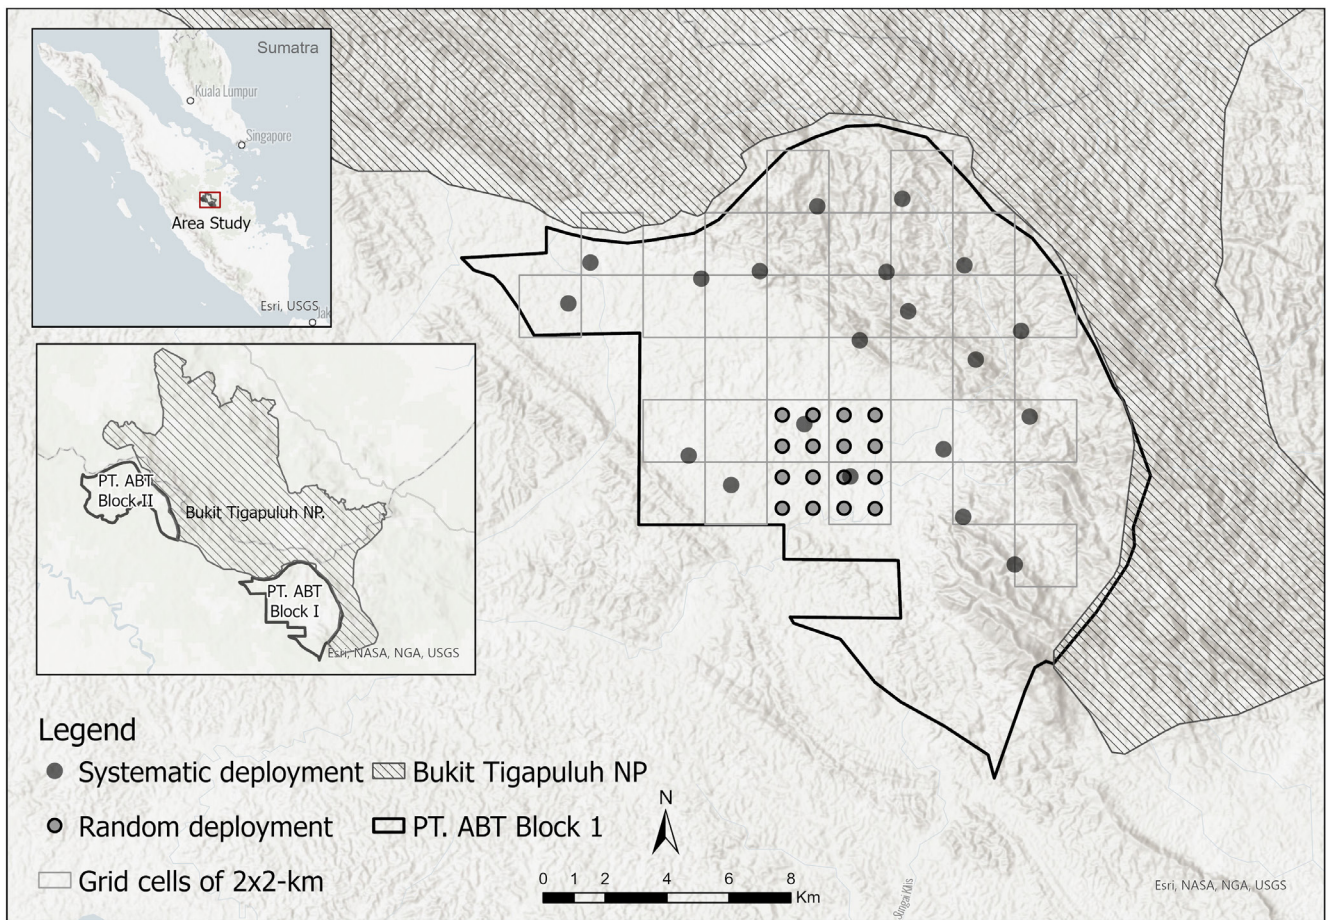 Sumatra
Kuala Lumpur
Singapore
Area Study
Esri, USGS
Jak
PT. ABT
Block II
Bukit Tigapuluh NP.
PT. ABT
Block I
Esri, NASA, NGA, USGS
Legend
Systematic deployment
Bukit Tigapuluh NP
Random deployment
PT. ABT Block 1
Grid cells of 2x2-km
N
0 1 2 4 6 8
Km
Esri, NASA, NGA, USGS